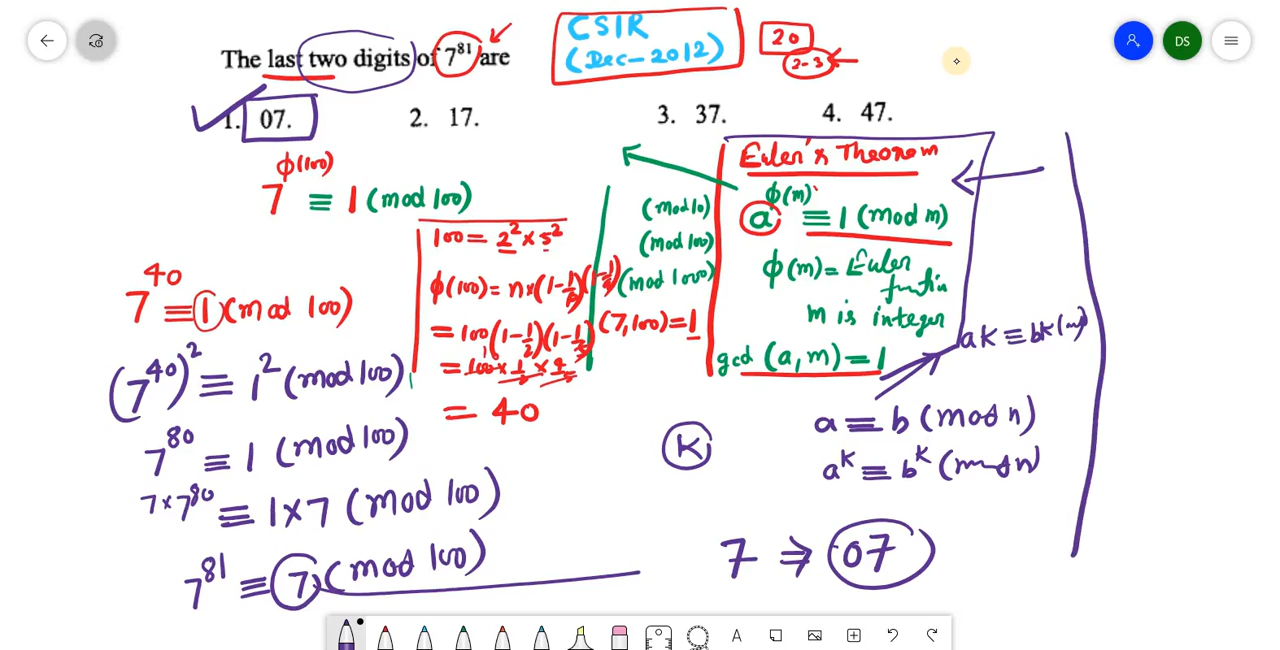 The last two digits of 7^81 are
CSIR
(Dec-2012)
20
2-3
1. 07.
2. 17.
3. 37.
4. 47.
7^ϕ(100) ≡ 1 (mod 100)
7^40 ≡ 1 (mod 100)
(7^40)^2 ≡ 1^2 (mod 100)
7^80 ≡ 1 (mod 100)
7×7^80 ≡ 1×7 (mod 100)
7^81 ≡ 7 (mod 100)
100 = 2^2 × 5^2
ϕ(100) = n×(1-1/
= 100(1-1/2)(1-1/5)
= 100 × 1/2 × 4/5
= 40
(mod 10)
(mod 100)
(mod 1000)
(7,100)=1
Euler's Theorem
a^ϕ(m) ≡ 1 (mod m)
ϕ(m) = Euler
m is integer
gcd (a, m) = 1
a ≡ b (mod n)
a^K ≡ b^K (mod n)
K
7 ⇒ 07
DS
A